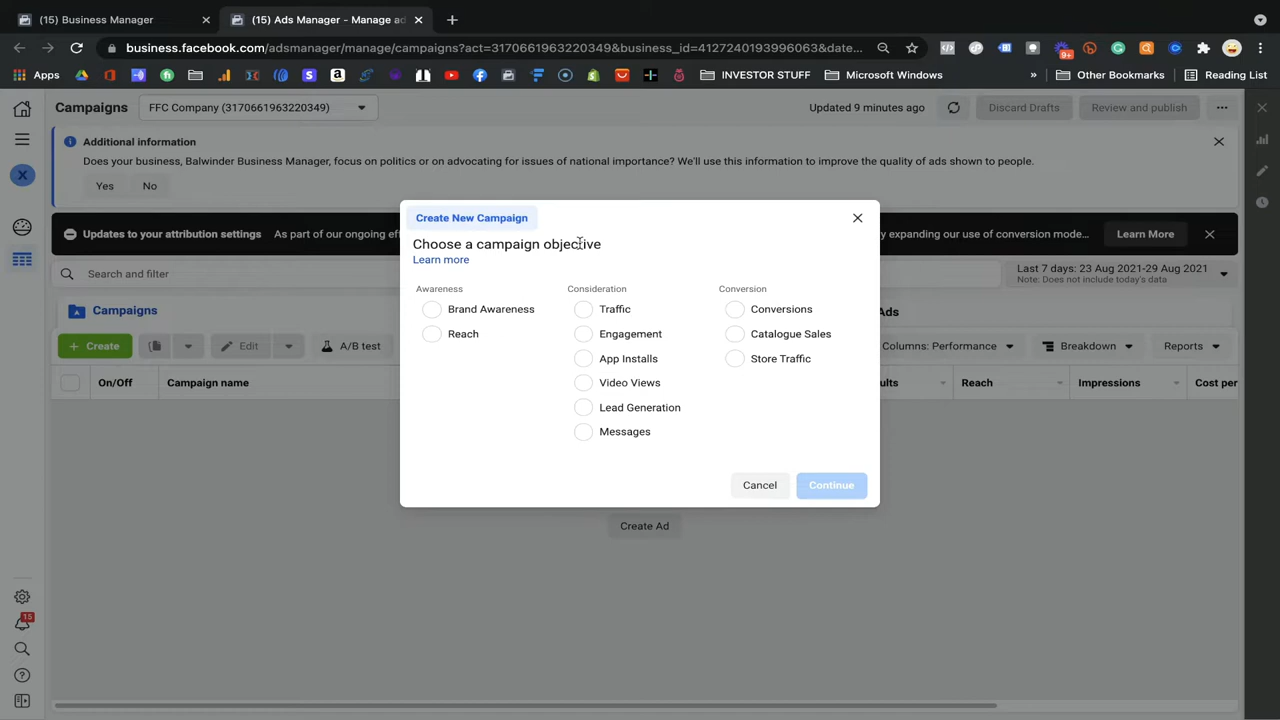 (15) Business Manager
(15) Ads Manager - Manage ad
business.facebook.com/adsmanager/manage/campaigns?act=3170661963220349&business_id=4127240193996063&date...
Apps
INVESTOR STUFF
Microsoft Windows
»
Other Bookmarks
Reading List
Campaigns
FFC Company (3170661963220349)
Updated 9 minutes ago
Discard Drafts
Review and publish
Additional information
Does your business, Balwinder Business Manager, focus on politics or on advocating for issues of national importance? We'll use this information to improve the quality of ads shown to people.
Yes
No
Updates to your attribution settings
As part of our ongoing eff
y expanding our use of conversion mode...
Learn More
Search and filter
Last 7 days: 23 Aug 2021-29 Aug 2021
Note: Does not include today's data
Campaigns
Ads
+ Create
Edit
A/B test
Columns: Performance
Breakdown
Reports
On/Off
Campaign name
ults
Reach
Impressions
Cost per
Create New Campaign
Choose a campaign objective
Learn more
Awareness
Brand Awareness
Reach
Consideration
Traffic
Engagement
App Installs
Video Views
Lead Generation
Messages
Conversion
Conversions
Catalogue Sales
Store Traffic
Cancel
Continue
Create Ad
15